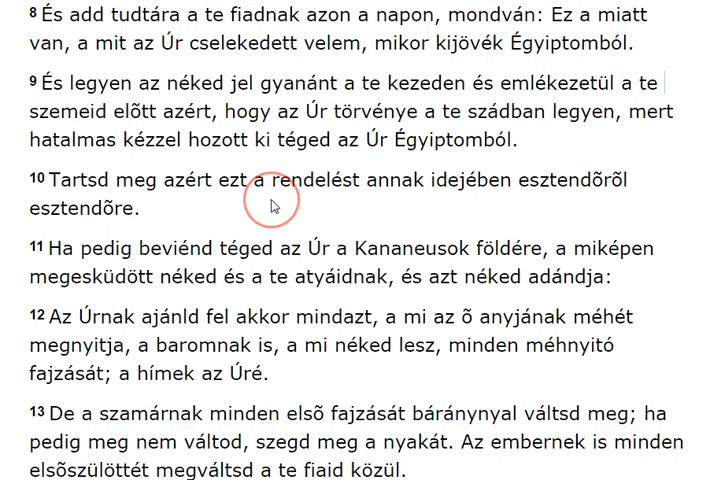 8 És add tudtára a te fiadnak azon a napon, mondván: Ez a miatt
van, a mit az Úr cselekedett velem, mikor kijövék Égyiptomból.
9 És legyen az néked jel gyanánt a te kezeden és emlékezetül a te
szemeid elõtt azért, hogy az Úr törvénye a te szádban legyen, mert
hatalmas kézzel hozott ki téged az Úr Égyiptomból.
10 Tartsd meg azért ezt a rendelést annak idejében esztendõrõl
esztendõre.
11 Ha pedig beviénd téged az Úr a Kananeusok földére, a miképen
megesküdött néked és a te atyáidnak, és azt néked adándja:
12 Az Úrnak ajánld fel akkor mindazt, a mi az õ anyjának méhét
megnyitja, a baromnak is, a mi néked lesz, minden méhnyitó
fajzását; a hímek az Úré.
13 De a szamárnak minden elsõ fajzását báránynyal váltsd meg; ha
pedig meg nem váltod, szegd meg a nyakát. Az embernek is minden
elsõszülöttét megváltsd a te fiaid közül.